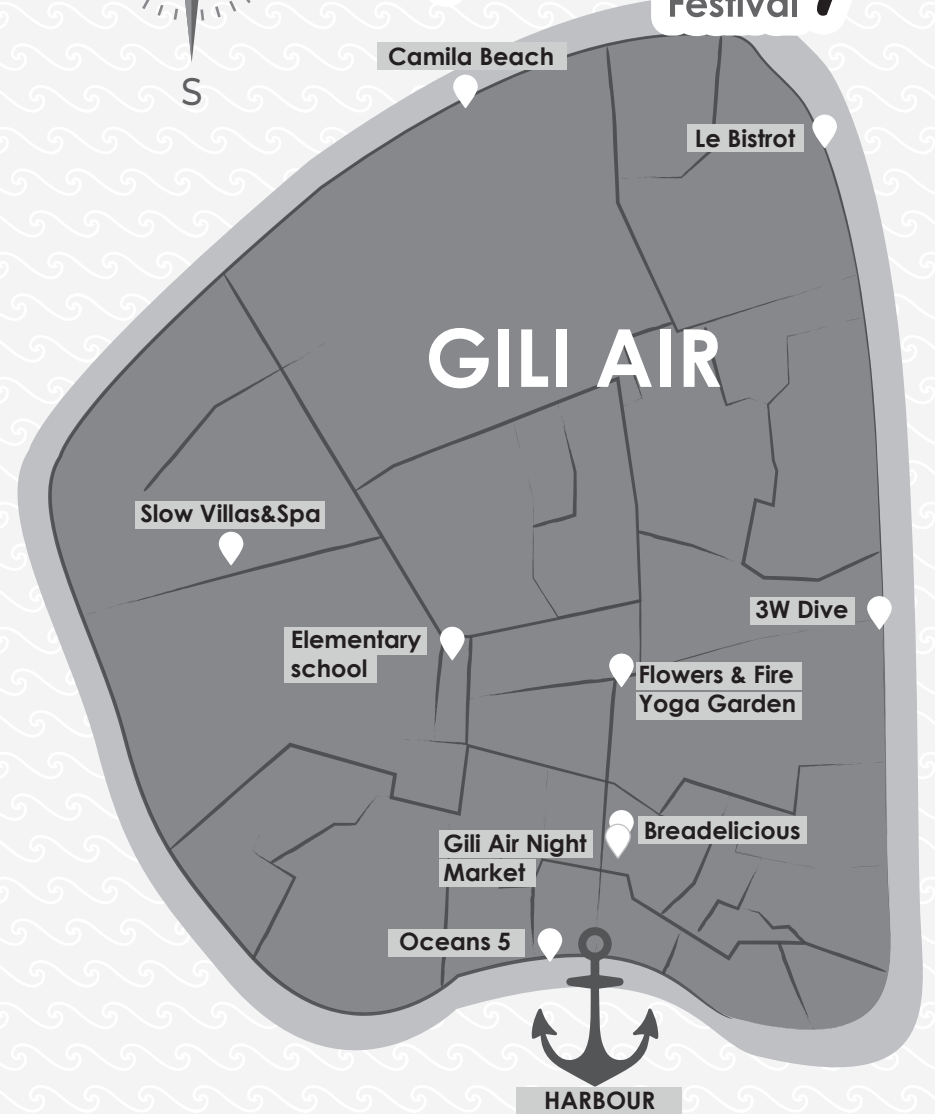 Festival
S
Camila Beach
Le Bistrot
GILI AIR
Slow Villas&Spa
3W Dive
Elementary
school
Flowers & Fire
Yoga Garden
Breadelicious
Gili Air Night
Market
Oceans 5
HARBOUR